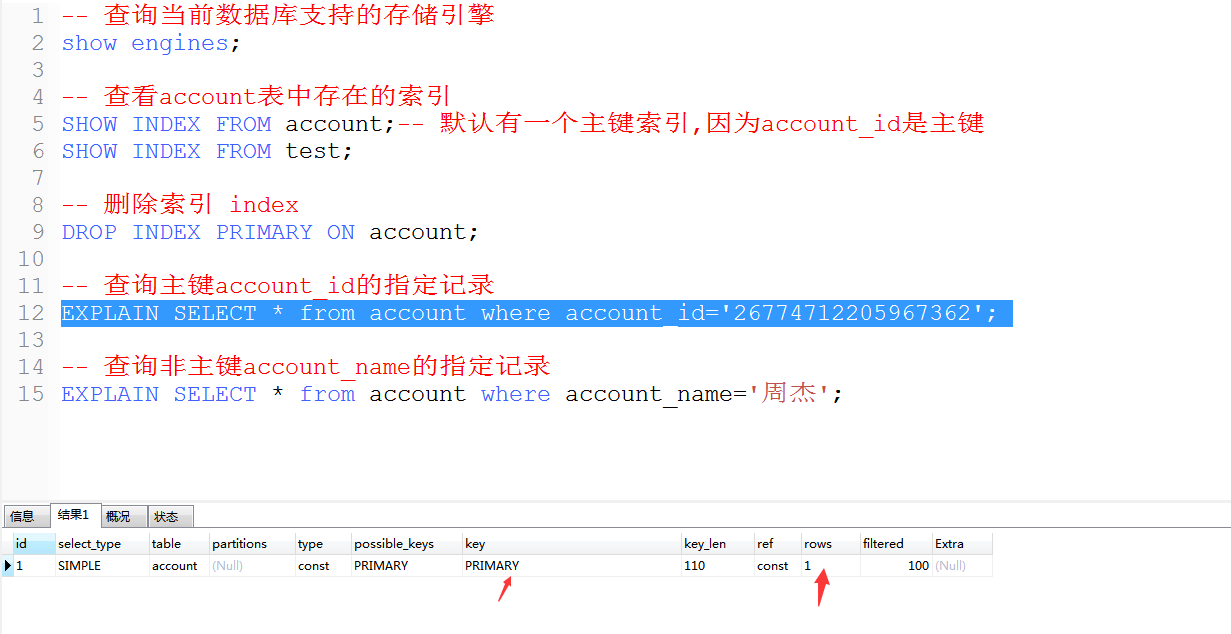 1 -- 查询当前数据库支持的存储引擎
2 show engines;
3
4 -- 查看account表中存在的索引
5 SHOW INDEX FROM account;-- 默认有一个主键索引,因为account_id是主键
6 SHOW INDEX FROM test;
7
8 -- 删除索引 index
9 DROP INDEX PRIMARY ON account;
10
11 -- 查询主键account_id的指定记录
12 EXPLAIN SELECT * from account where account_id='26774712205967362';
13
14 -- 查询非主键account_name的指定记录
15 EXPLAIN SELECT * from account where account_name='周杰';
信息 结果1 概况 状态
id select_type table partitions type possible_keys key key_len ref rows filtered Extra
1 SIMPLE account (Null) const PRIMARY PRIMARY 110 const 1 100 (Null)